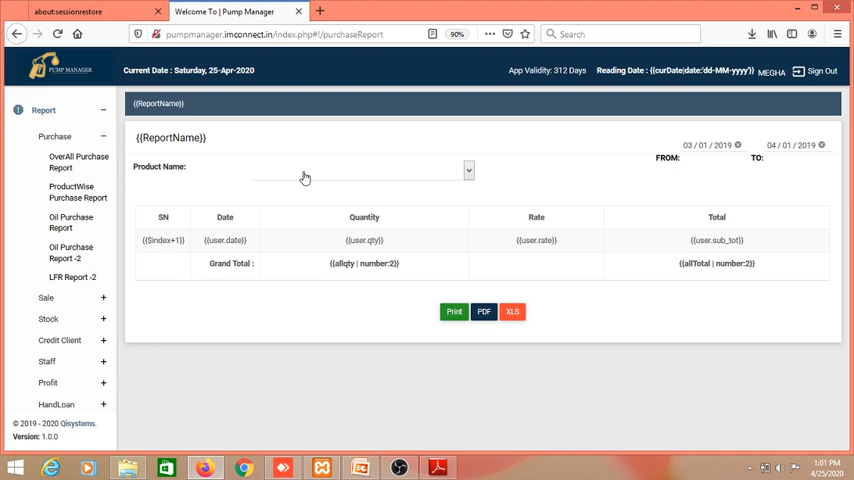 about:sessionrestore
Welcome To | Pump Manager
pumpmanager.imconnect.in/index.php#!/purchaseReport
90%
Search
PUMP MANAGER
Current Date : Saturday, 25-Apr-2020
App Validity: 312 Days
Reading Date : {{curDate|date:'dd-MM-yyyy'}}
MEGHA
Sign Out
Report
Purchase
OverAll Purchase
Report
ProductWise
Purchase Report
Oil Purchase
Report
Oil Purchase
Report -2
LFR Report -2
Sale
Stock
Credit Client
Staff
Profit
HandLoan
© 2019 - 2020 Qisystems.
Version: 1.0.0
{{ReportName}}
{{ReportName}}
03 / 01 / 2019
04 / 01 / 2019
FROM:
TO:
Product Name:
SN Date Quantity Rate Total
{{$index+1}} {{user.date}} {{user.qty}} {{user.rate}} {{user.sub_tot}}
Grand Total : {{allqty | number:2}} {{allTotal | number:2}}
Print PDF XLS
1:01 PM
4/25/2020